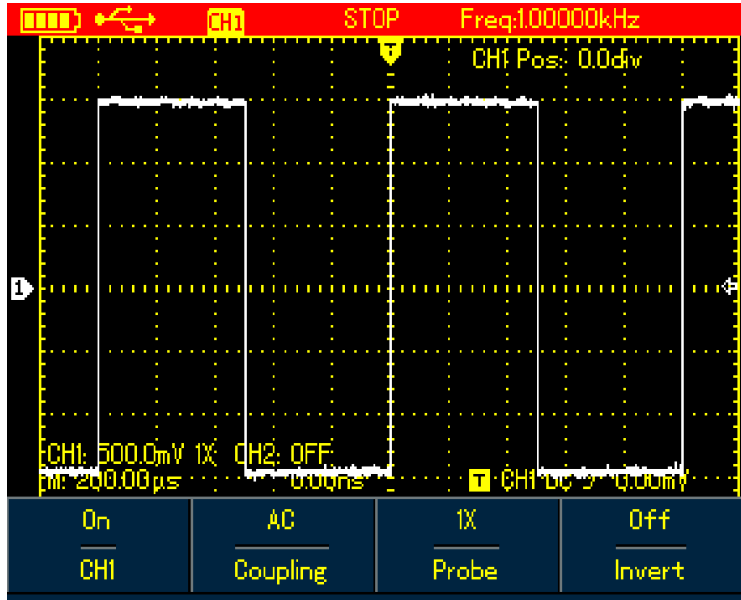 CH1 STOP Freq:1.00000kHz
T
CH1 Pos: 0.0div
1
CH1: 500.0mV 1X CH2: OFF
M: 200.00μs 0.00ns T CH1 DC 0.00mV
On AC 1X Off
CH1 Coupling Probe Invert